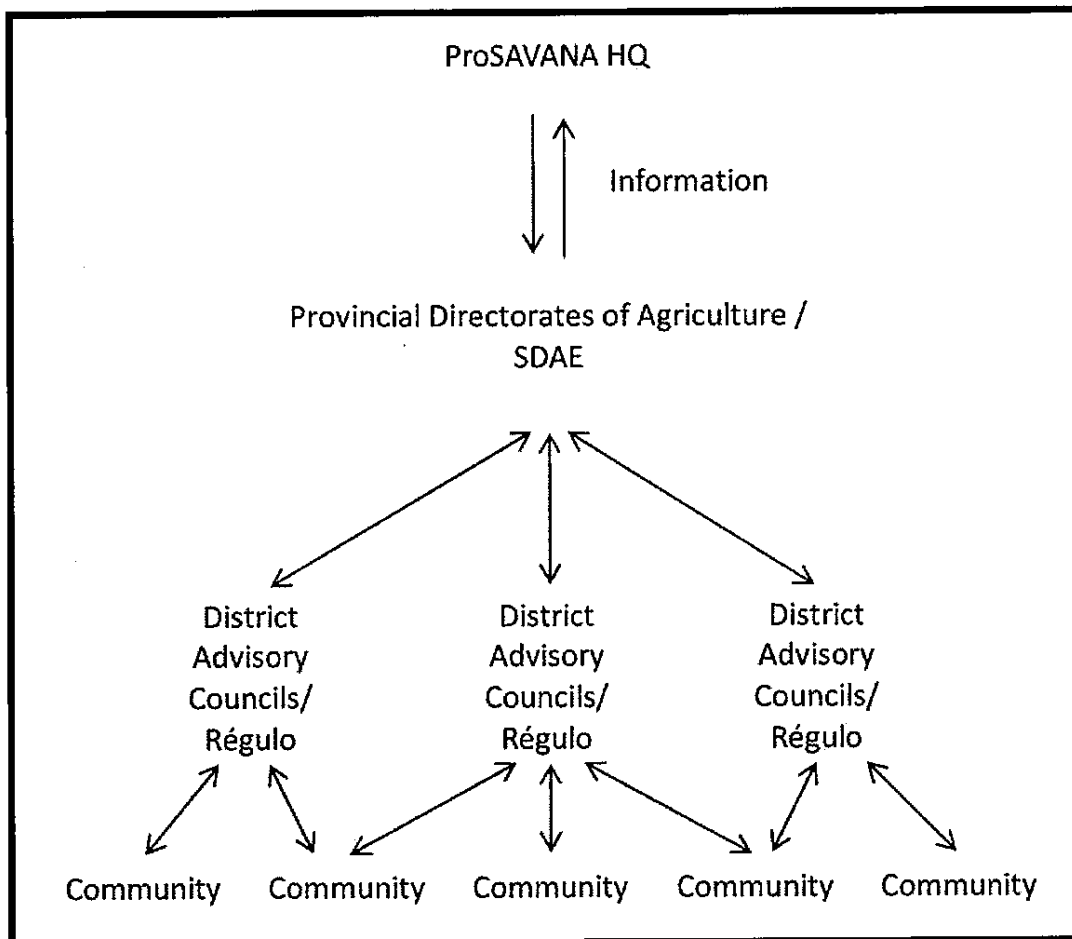 ProSAVANA HQ
Information
Provincial Directorates of Agriculture /
SDAE
District
Advisory
Councils/
Régulo
District
Advisory
Councils/
Régulo
District
Advisory
Councils/
Régulo
Community
Community
Community
Community
Community